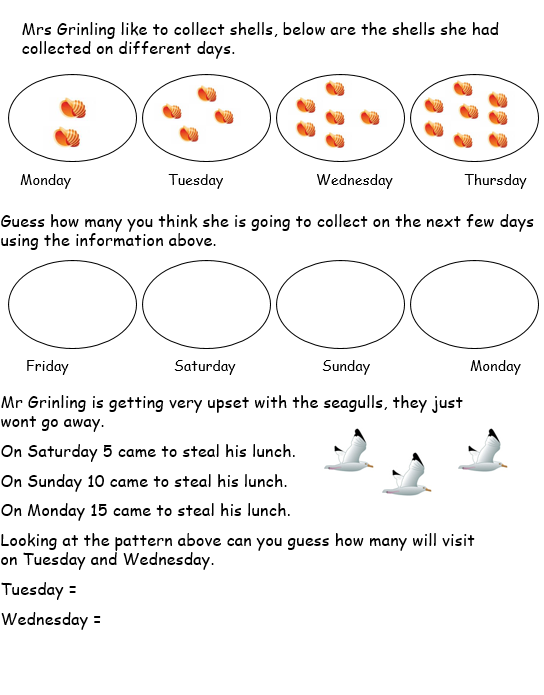 Mrs Grinling like to collect shells, below are the shells she had
collected on different days.
Monday Tuesday Wednesday Thursday
Guess how many you think she is going to collect on the next few days
using the information above.
Friday Saturday Sunday Monday
Mr Grinling is getting very upset with the seagulls, they just
wont go away.
On Saturday 5 came to steal his lunch.
On Sunday 10 came to steal his lunch.
On Monday 15 came to steal his lunch.
Looking at the pattern above can you guess how many will visit
on Tuesday and Wednesday.
Tuesday =
Wednesday =